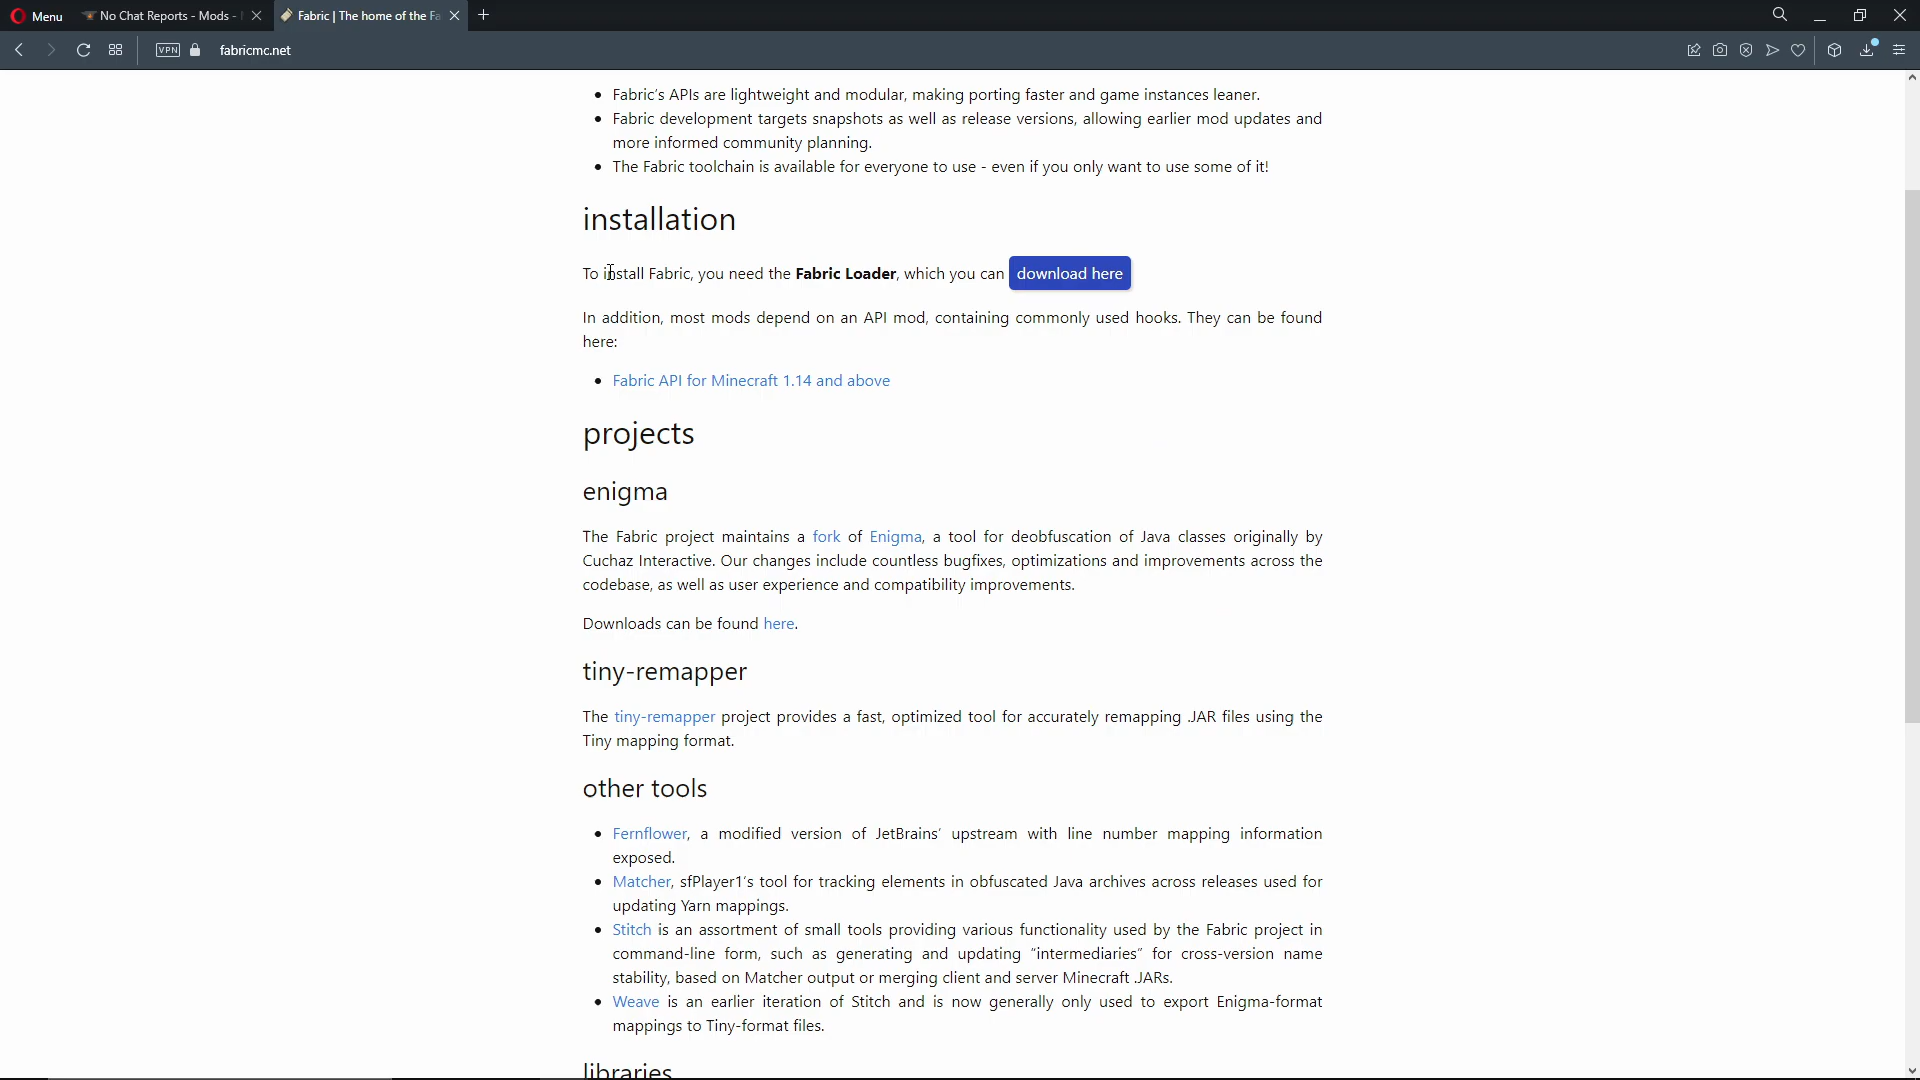 Menu
No Chat Reports - Mods -
Fabric | The home of the Fa
VPN
fabricmc.net
Fabric's APIs are lightweight and modular, making porting faster and game instances leaner.
Fabric development targets snapshots as well as release versions, allowing earlier mod updates and
more informed community planning.
The Fabric toolchain is available for everyone to use - even if you only want to use some of it!
installation
To install Fabric, you need the Fabric Loader, which you can download here
In addition, most mods depend on an API mod, containing commonly used hooks. They can be found
here:
Fabric API for Minecraft 1.14 and above
projects
enigma
The Fabric project maintains a fork of Enigma, a tool for deobfuscation of Java classes originally by
Cuchaz Interactive. Our changes include countless bugfixes, optimizations and improvements across the
codebase, as well as user experience and compatibility improvements.
Downloads can be found here.
tiny-remapper
The tiny-remapper project provides a fast, optimized tool for accurately remapping .JAR files using the
Tiny mapping format.
other tools
Fernflower, a modified version of JetBrains' upstream with line number mapping information
exposed.
Matcher, sfPlayer1's tool for tracking elements in obfuscated Java archives across releases used for
updating Yarn mappings.
Stitch is an assortment of small tools providing various functionality used by the Fabric project in
command-line form, such as generating and updating "intermediaries" for cross-version name
stability, based on Matcher output or merging client and server Minecraft .JARs.
Weave is an earlier iteration of Stitch and is now generally only used to export Enigma-format
mappings to Tiny-format files.
libraries